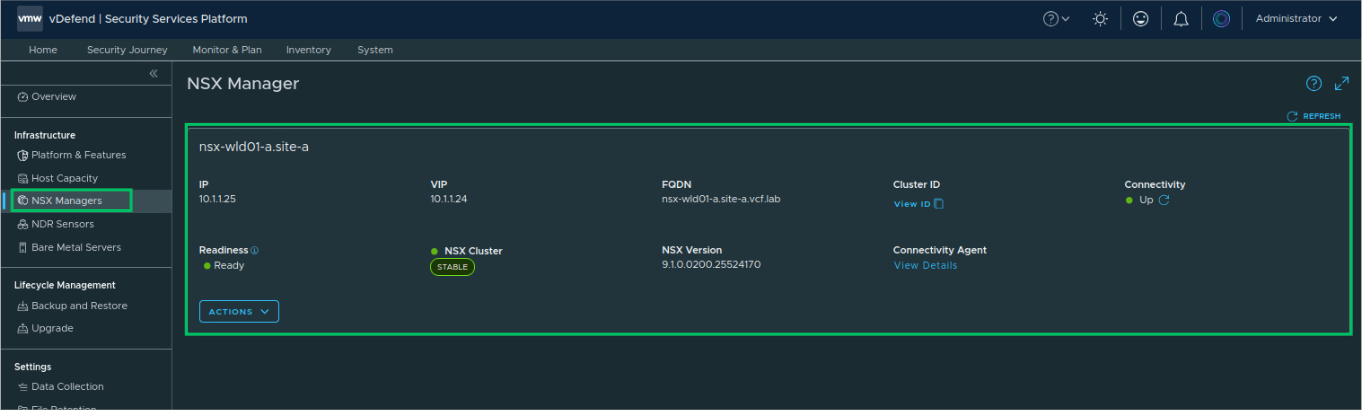 vmw vDefend | Security Services Platform
Administrator
Home Security Journey Monitor & Plan Inventory System
Overview
Infrastructure
Platform & Features
Host Capacity
NSX Managers
NDR Sensors
Bare Metal Servers
Lifecycle Management
Backup and Restore
Upgrade
Settings
Data Collection
File Retention
NSX Manager
REFRESH
nsx-wld01-a.site-a
IP VIP FQDN Cluster ID Connectivity
10.1.1.25 10.1.1.24 nsx-wld01-a.site-a.vcf.lab View ID Up
Readiness NSX Cluster NSX Version Connectivity Agent
Ready STABLE 9.1.0.0200.25524170 View Details
ACTIONS